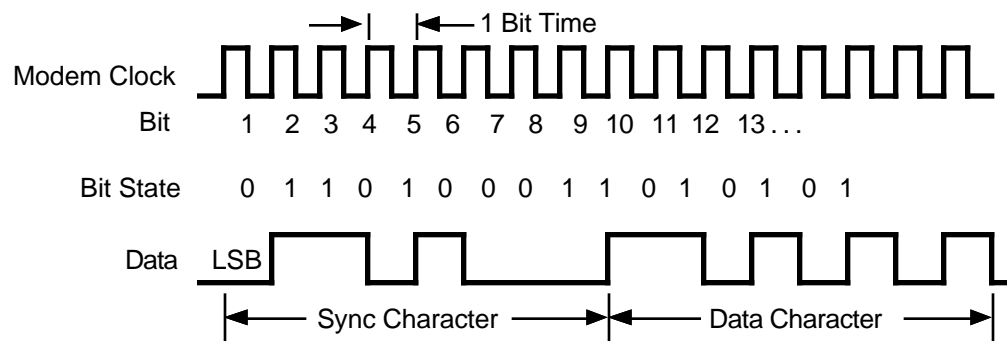 1 Bit Time
Modem Clock
Bit 1 2 3 4 5 6 7 8 9 10 11 12 13 . . .
Bit State 0 1 1 0 1 0 0 0 1 1 0 1 0 1 0 1
Data LSB
Sync Character Data Character